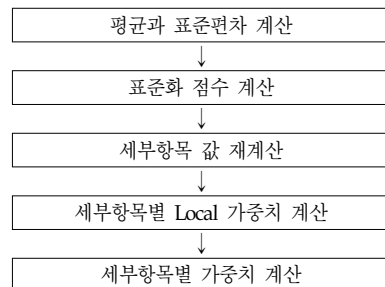 평균과 표준편차 계산
표준화 점수 계산
세부항목 값 재계산
세부항목별 Local 가중치 계산
세부항목별 가중치 계산